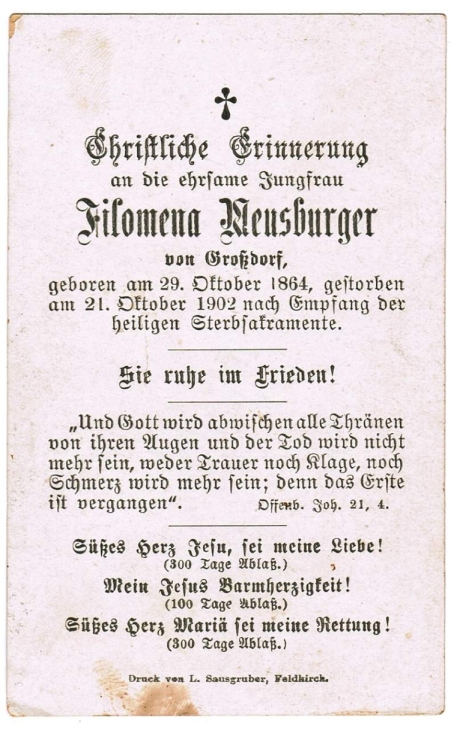 Christliche Erinnerung
an die ehrsame Jungfrau
Filomena Meusburger
von Großdorf,
geboren am 29. Oktober 1864, gestorben
am 21. Oktober 1902 nach Empfang der
heiligen Sterbsakramente.
Sie ruhe im Frieden!
„Und Gott wird abwischen alle Thränen
von ihren Augen und der Tod wird nicht
mehr sein, weder Trauer noch Klage, noch
Schmerz wird mehr sein; denn das Erste
ist vergangen“.
Offenb. Joh. 21, 4.
Süßes Herz Jesu, sei meine Liebe!
(300 Tage Ablaß.)
Mein Jesus Barmherzigkeit!
(100 Tage Ablaß.)
Süßes Herz Mariä sei meine Rettung!
(300 Tage Ablaß.)
Druck von L. Sausgruber, Feldkirch.